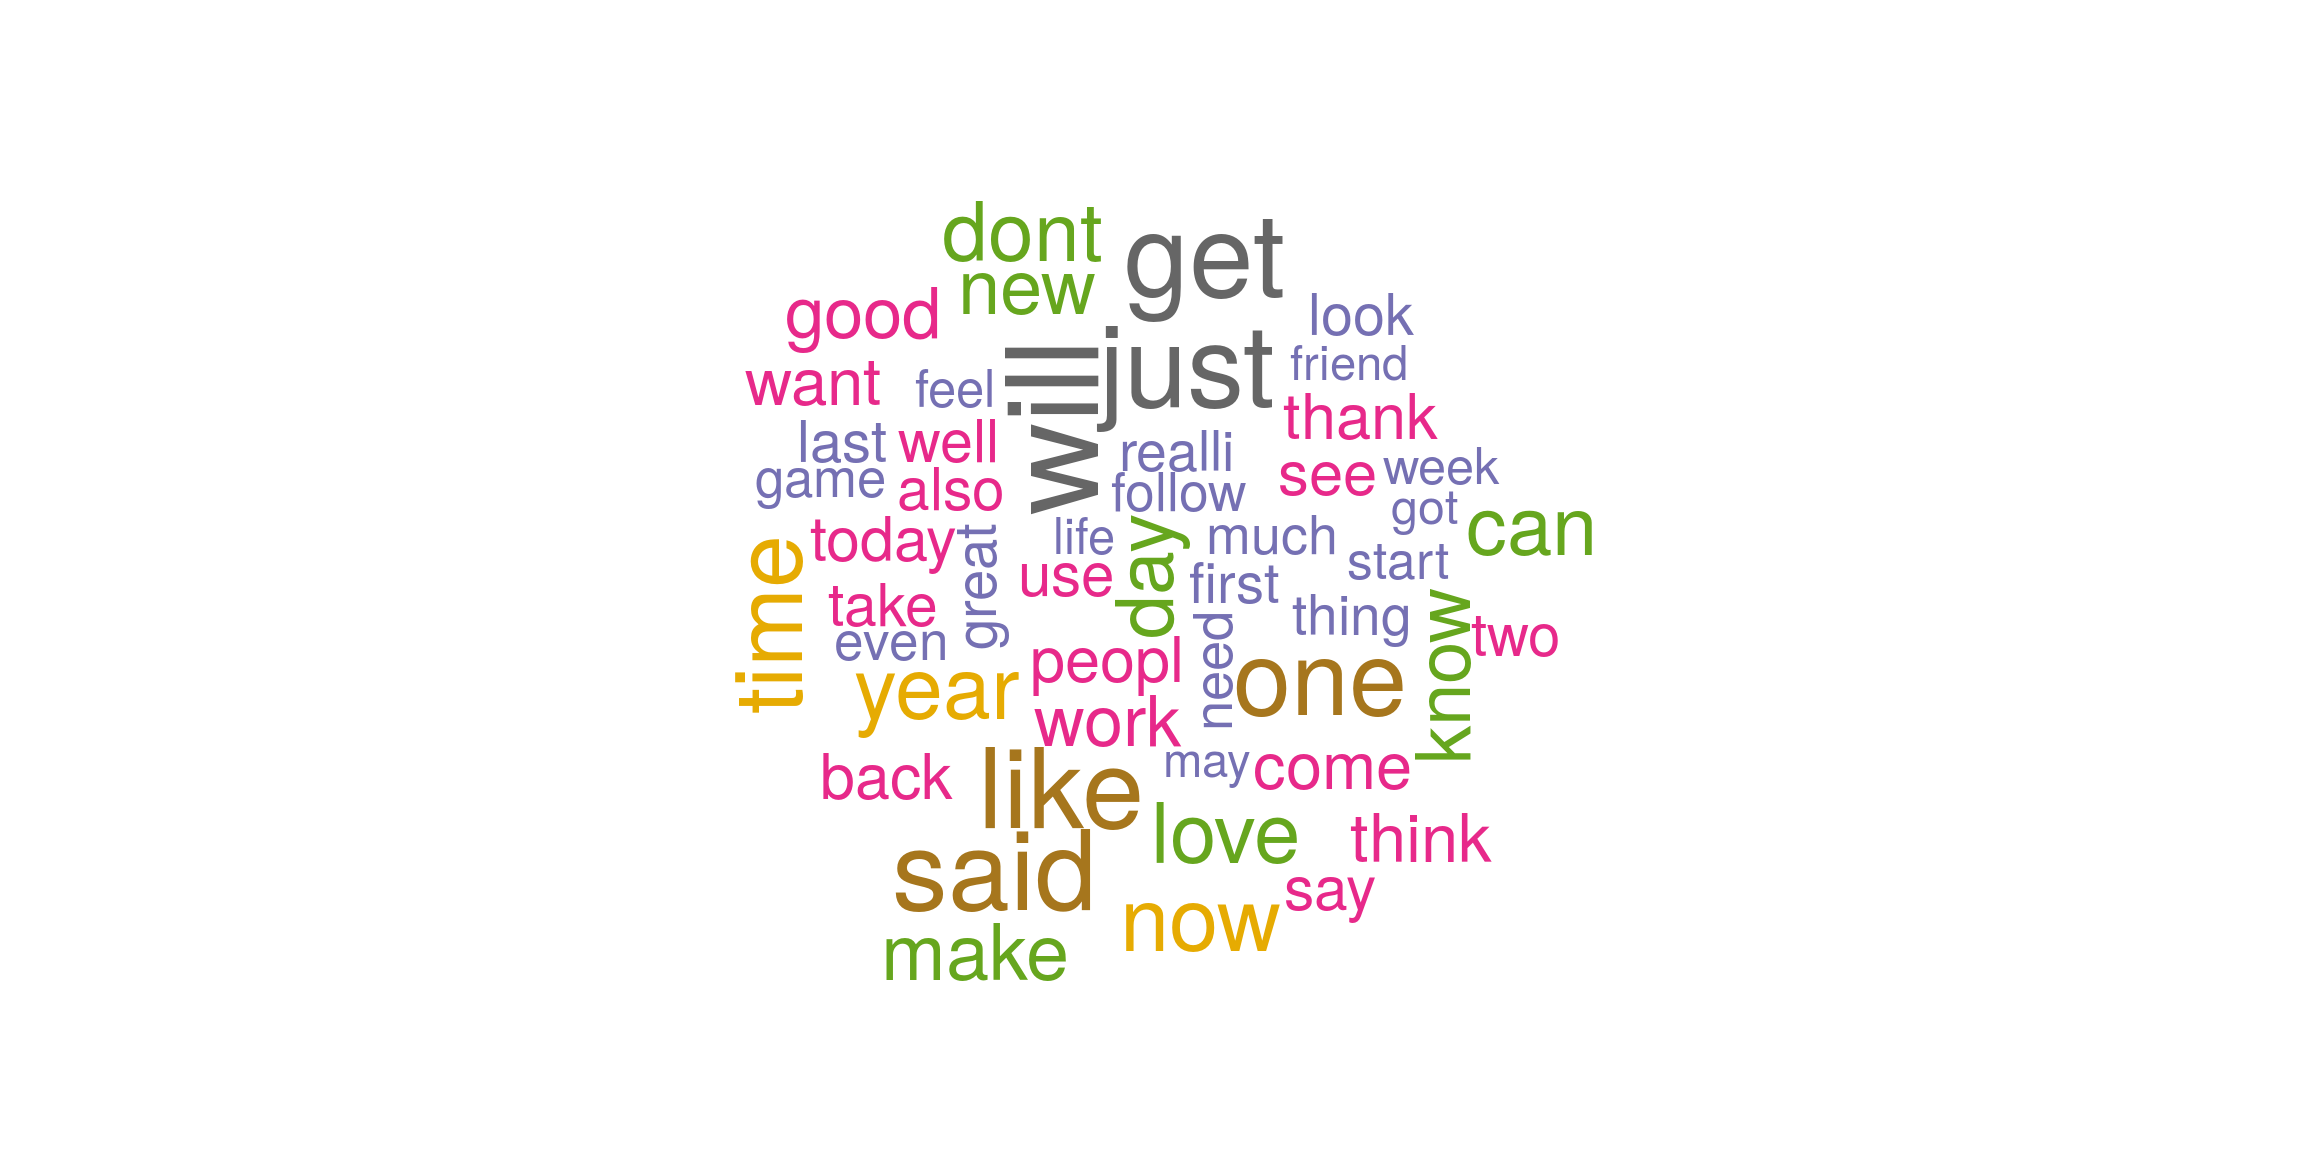 dont
get
new
good
look
will
just
friend
want
feel
thank
last
well
realli
see
week
game
also
follow
got
can
today
great
life
day
much
start
time
use
first
take
thing
know
two
even
peopl
need
one
year
work
back
like
may
come
love
think
said
say
now
make